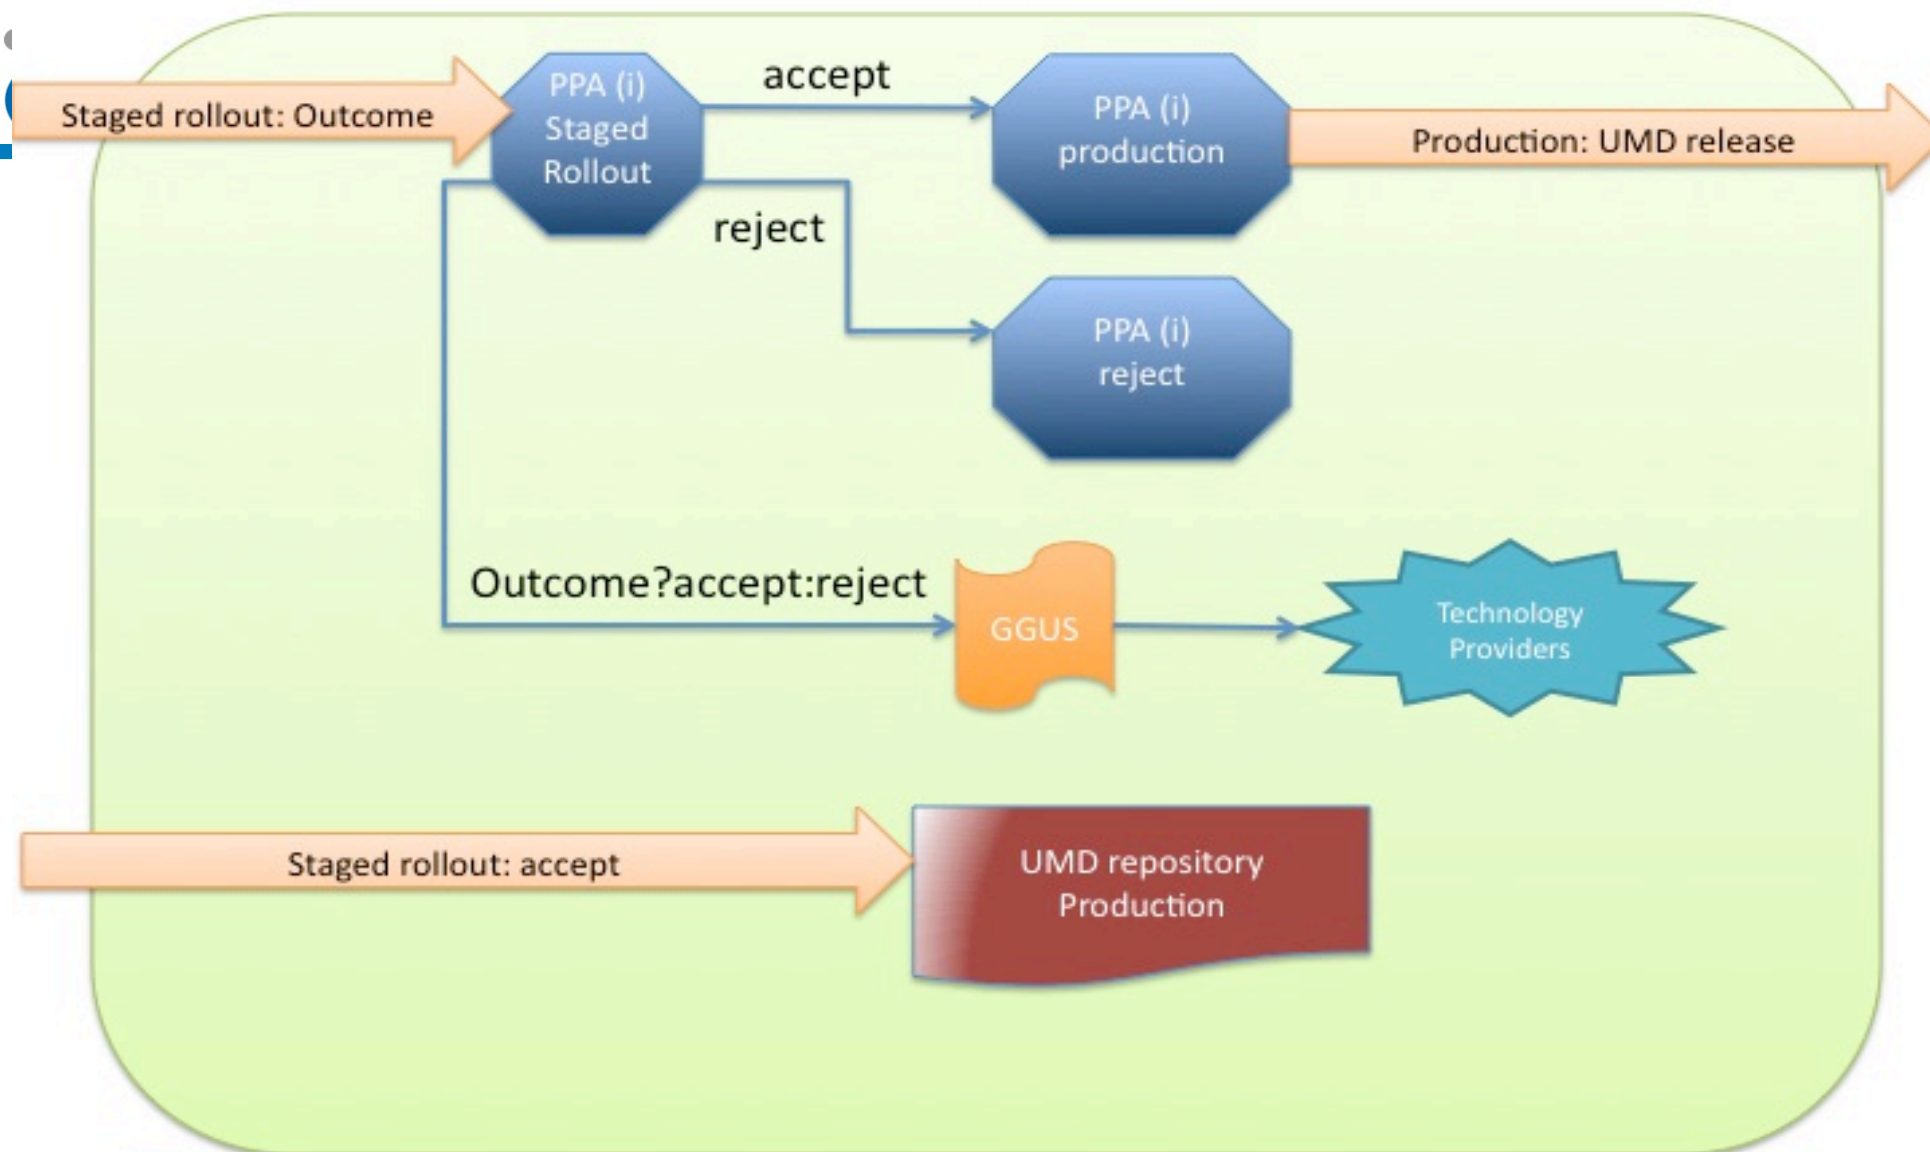 Staged rollout: Outcome
PPA (i)
Staged
Rollout
accept
PPA (i)
production
Production: UMD release
reject
PPA (i)
reject
Outcome?accept:reject
GGUS
Technology
Providers
Staged rollout: accept
UMD repository
Production